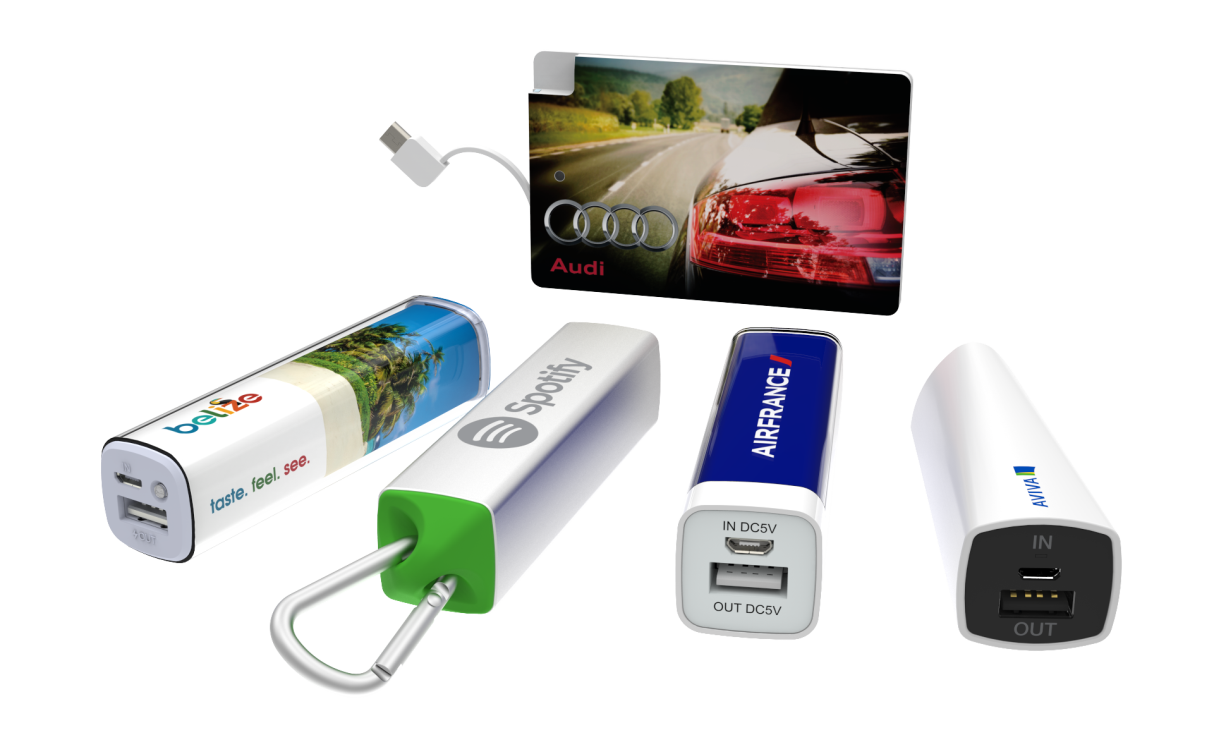 Audi
belize
taste. feel. see.
IN
Spotify
AIRFRANCE
IN DC5V
OUT DC5V
AVIVA
IN
OUT